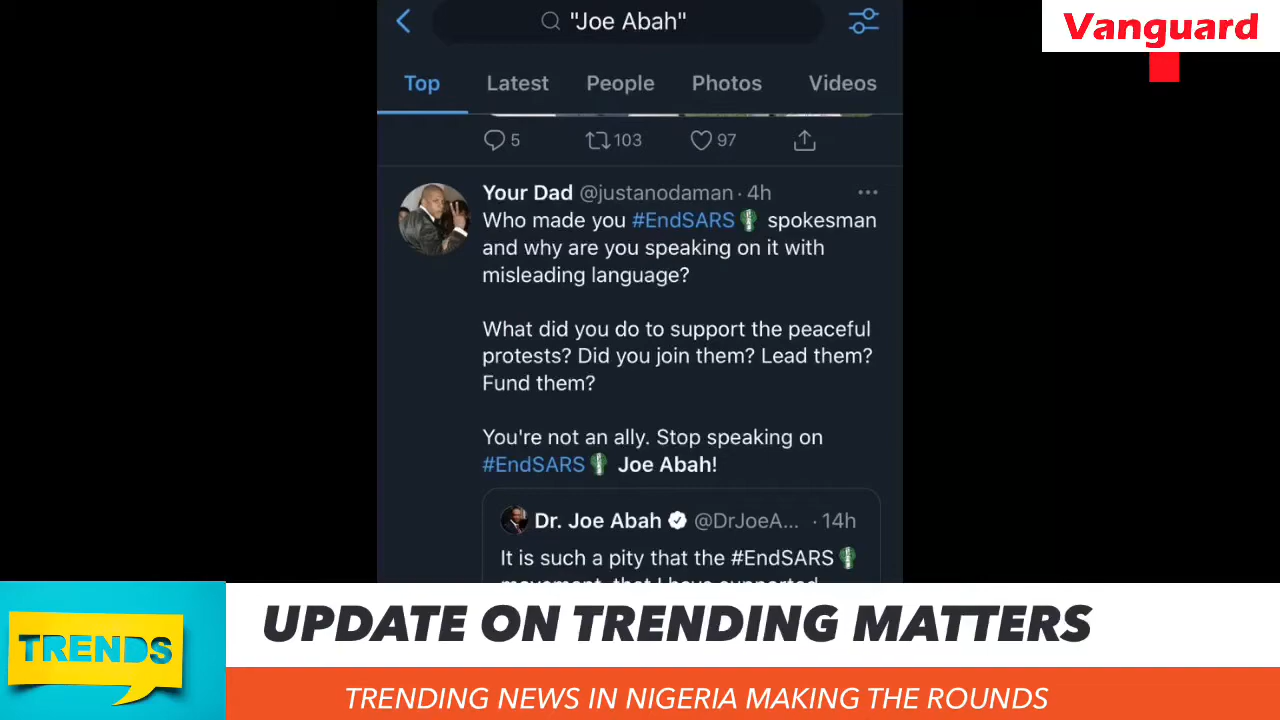 "Joe Abah"
Vanguard
Top Latest People Photos Videos
5 103 97
Your Dad @justanodaman · 4h
Who made you #EndSARS spokesman
and why are you speaking on it with
misleading language?
What did you do to support the peaceful
protests? Did you join them? Lead them?
Fund them?
You're not an ally. Stop speaking on
#EndSARS Joe Abah!
Dr. Joe Abah @DrJoeA... · 14h
It is such a pity that the #EndSARS
movement, that I have supported
TRENDS
UPDATE ON TRENDING MATTERS
TRENDING NEWS IN NIGERIA MAKING THE ROUNDS